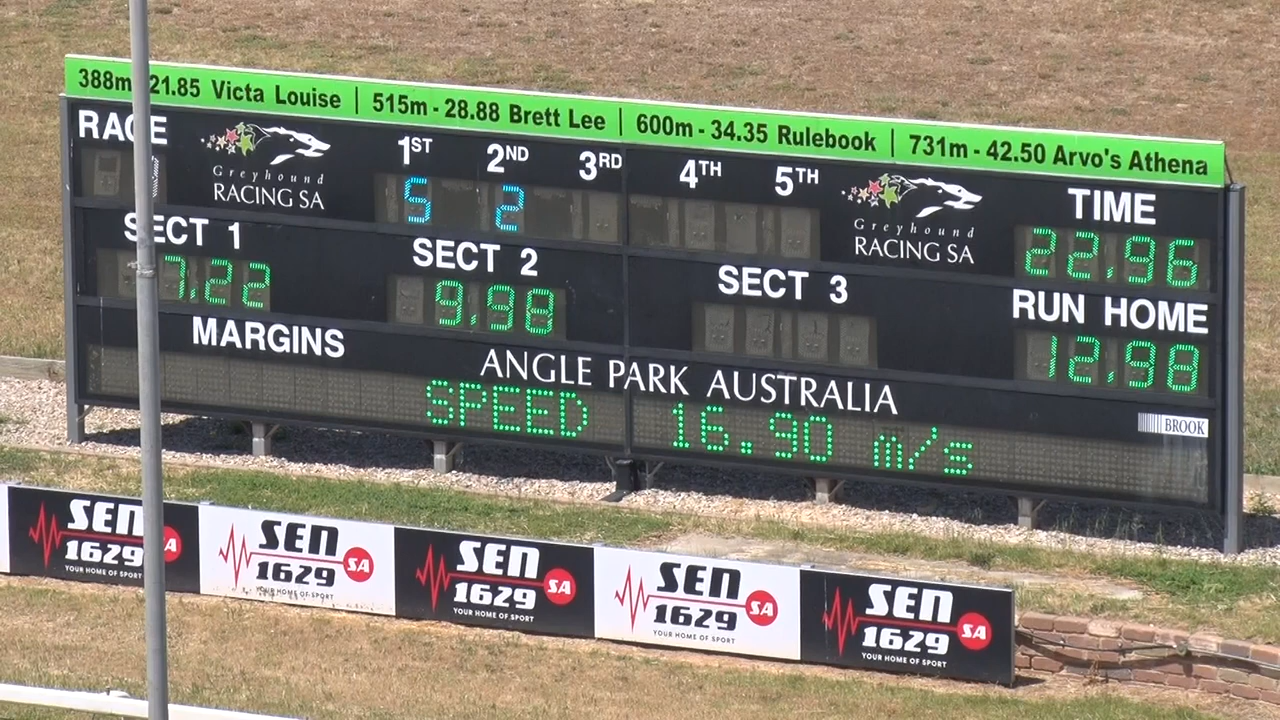 388m 21.85 Victa Louise | 515m - 28.88 Brett Lee | 600m - 34.35 Rulebook | 731m - 42.50 Arvo's Athena
RACE
Greyhound
RACING SA
1ST 2ND 3RD 4TH 5TH
5 2
Greyhound
RACING SA
TIME
22.96
SECT 1
7.22
SECT 2
9.98
SECT 3
RUN HOME
12.98
MARGINS
ANGLE PARK AUSTRALIA
SPEED 16.90 m/s
BROOK
SEN
1629
YOUR HOME OF SPORT
SEN
1629 SA
YOUR HOME OF SPORT
SEN
1629 SA
YOUR HOME OF SPORT
SEN
1629 SA
YOUR HOME OF SPORT
SEN
1629 SA
YOUR HOME OF SPORT